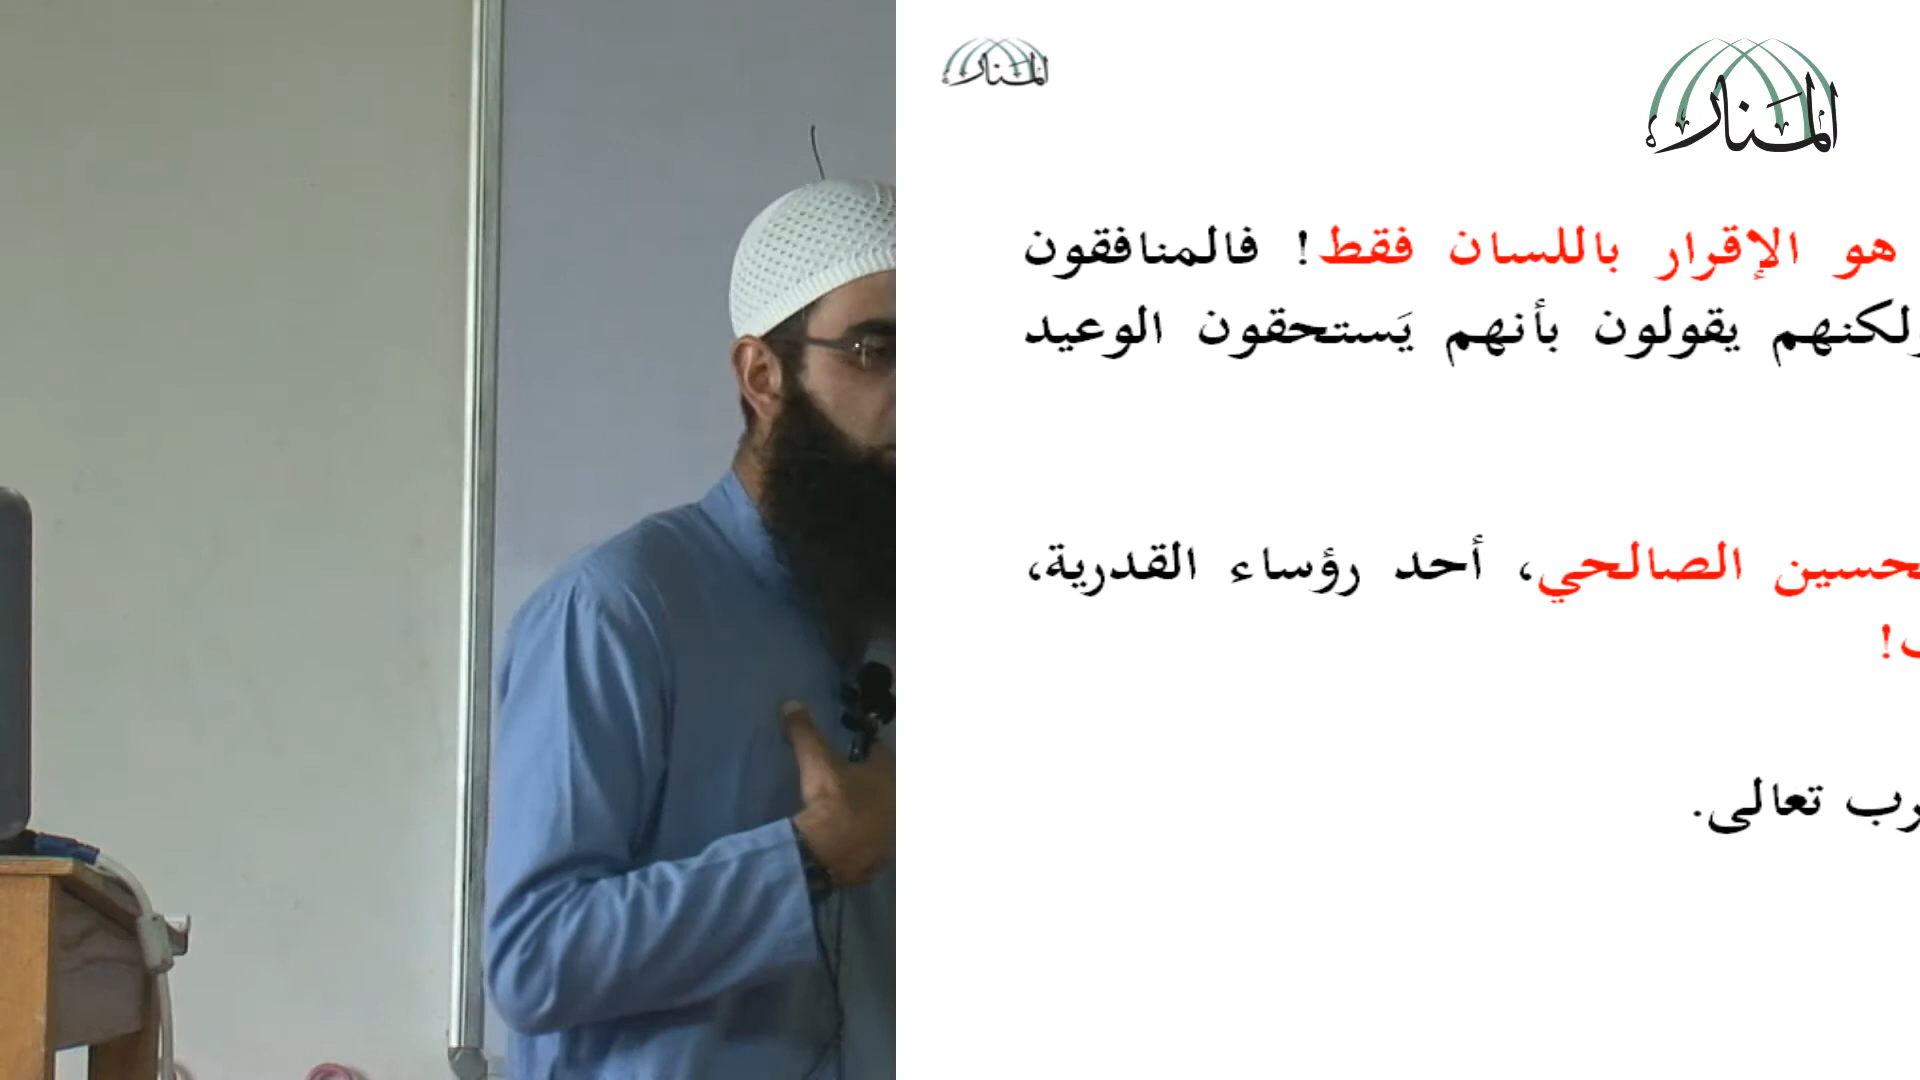 المنار
المنار
هو الإقرار باللسان فقط! فالمنافقون
ولكنهم يقولون بأنهم يَستحقون الوعيد
الصالحي، أحد رؤساء القدرية،
تعالى.